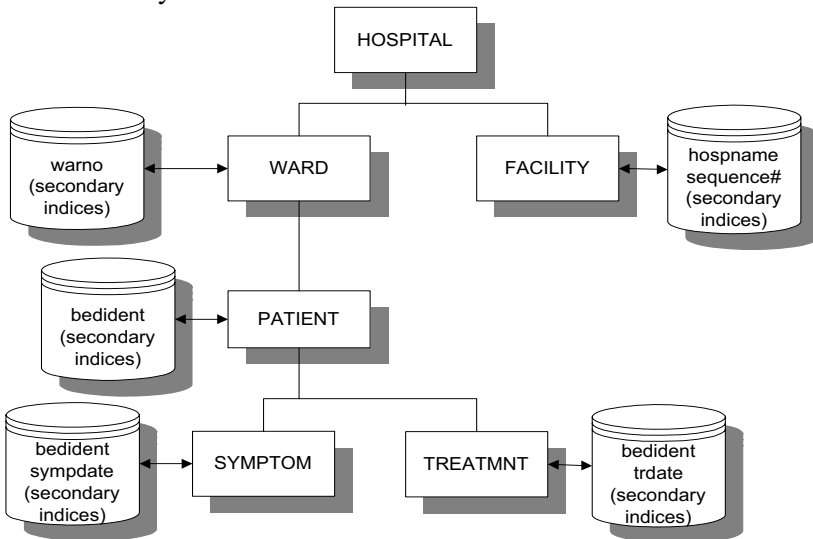 HOSPITAL
warno
(secondary
indices)
WARD
FACILITY
hospname
sequence#
(secondary
indices)
bedident
(secondary
indices)
PATIENT
bedident
sympdate
(secondary
indices)
SYMPTOM
TREATMNT
bedident
trdate
(secondary
indices)